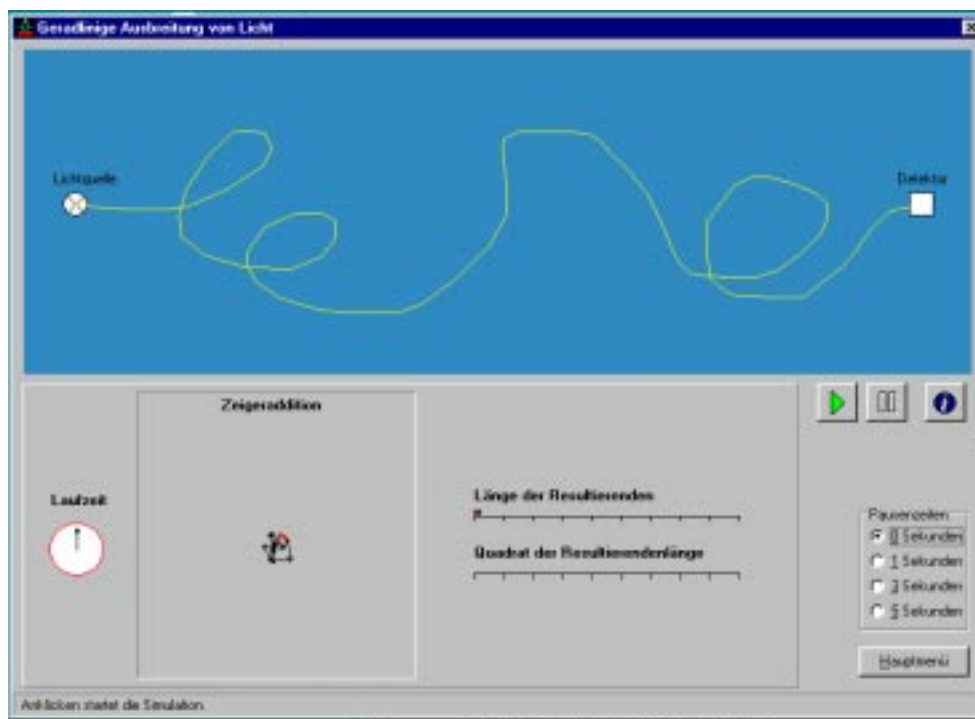 Geradlinige Ausbreitung von Licht
Lichtquelle
Detektor
Zeigeraddition
Laufzeit
Länge der Resultierenden
Quadrat der Resultierendenlänge
Pausenzeiten
0 Sekunden
1 Sekunden
3 Sekunden
5 Sekunden
Hauptmenü
Anklicken startet die Simulation.